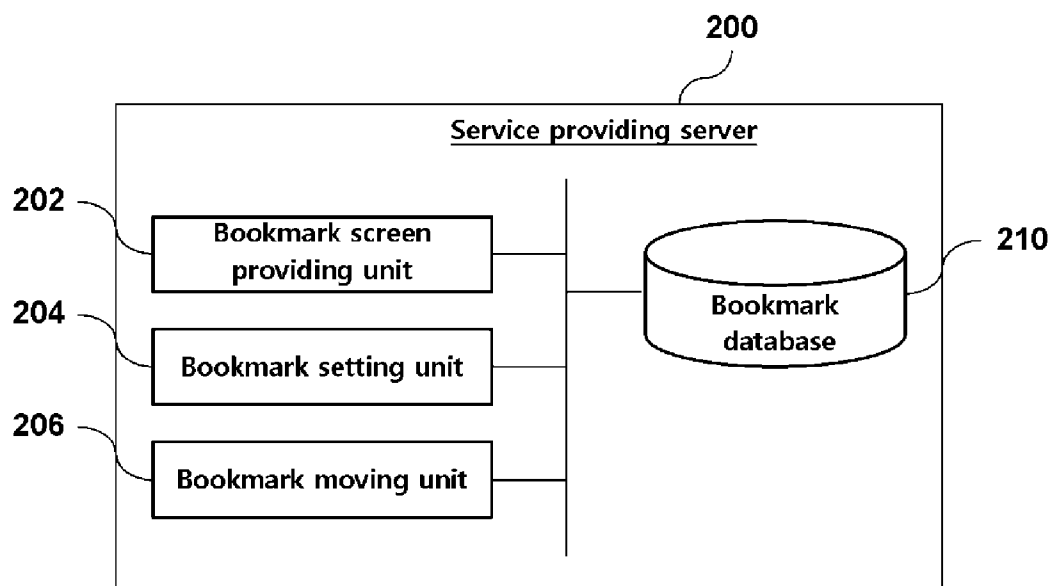 200
Service providing server
202
Bookmark screen
providing unit
210
Bookmark
database
204
Bookmark setting unit
206
Bookmark moving unit